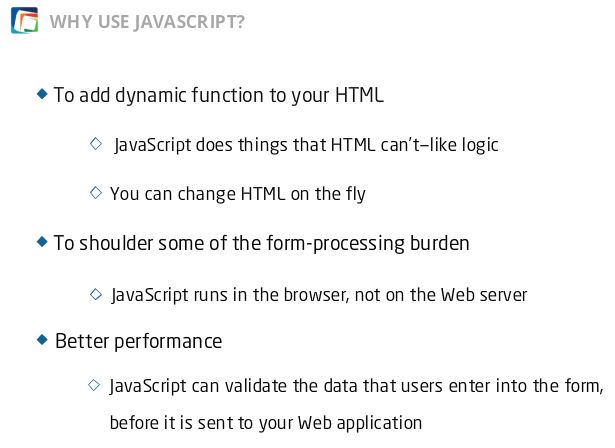 WHY USE JAVASCRIPT?
To add dynamic function to your HTML
JavaScript does things that HTML can't–like logic
You can change HTML on the fly
To shoulder some of the form-processing burden
JavaScript runs in the browser, not on the Web server
Better performance
JavaScript can validate the data that users enter into the form,
before it is sent to your Web application